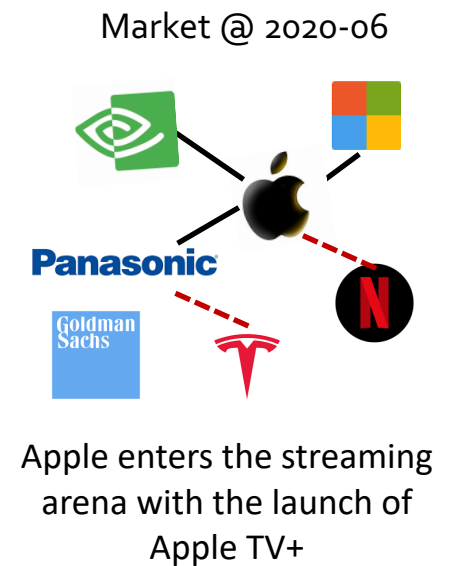 Market @ 2020-06
Panasonic
Goldman
Sachs
N
Apple enters the streaming
arena with the launch of
Apple TV+